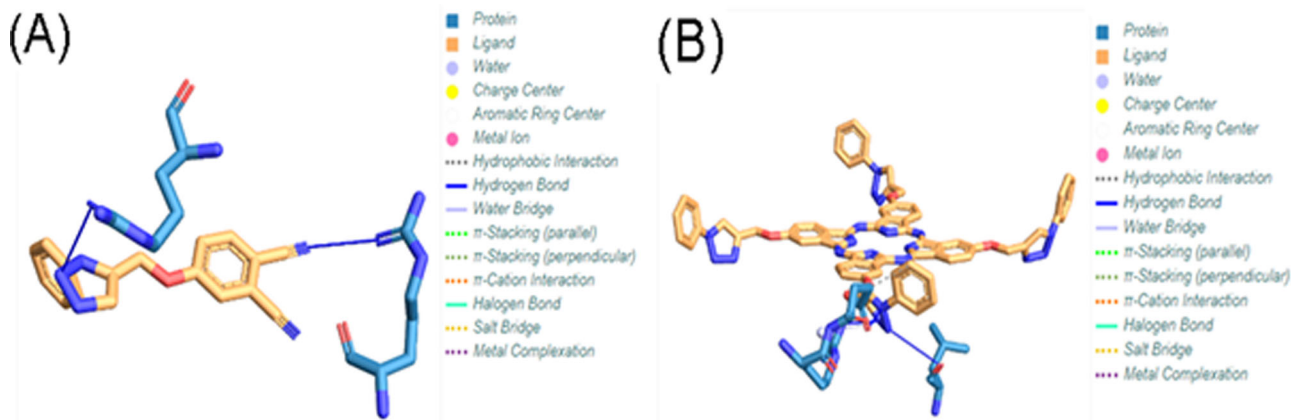 (A)
Protein
Ligand
Water
Charge Center
Aromatic Ring Center
Metal Ion
Hydrophobic Interaction
Hydrogen Bond
Water Bridge
π-Stacking (parallel)
π-Stacking (perpendicular)
π-Cation Interaction
Halogen Bond
Salt Bridge
Metal Complexation
(B)
Protein
Ligand
Water
Charge Center
Aromatic Ring Center
Metal Ion
Hydrophobic Interaction
Hydrogen Bond
Water Bridge
π-Stacking (parallel)
π-Stacking (perpendicular)
π-Cation Interaction
Halogen Bond
Salt Bridge
Metal Complexation